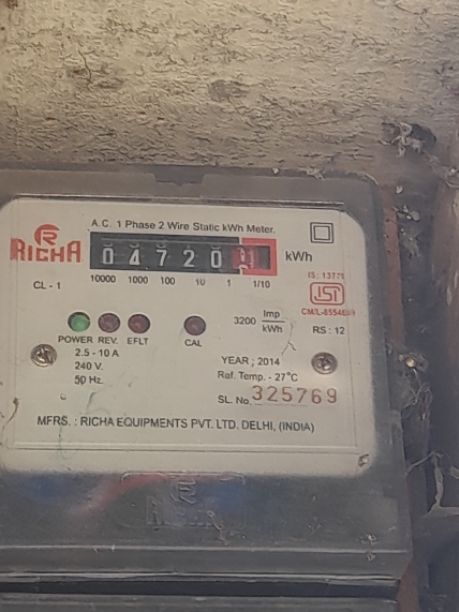 A.C. 1 Phase 2 Wire Static kWh Meter.
RICHA
0 4 7 2 0
kWh
CL - 1
10000 1000 100 10 1 1/10
IS: 13779
ISI
3200 Imp
kWh
RS : 12
POWER REV. EFLT
CAL
2.5 - 10 A
240 V.
50 Hz.
YEAR ; 2014
Ref. Temp. - 27°C
SL. No. 325769
MFRS. : RICHA EQUIPMENTS PVT. LTD. DELHI, (INDIA)